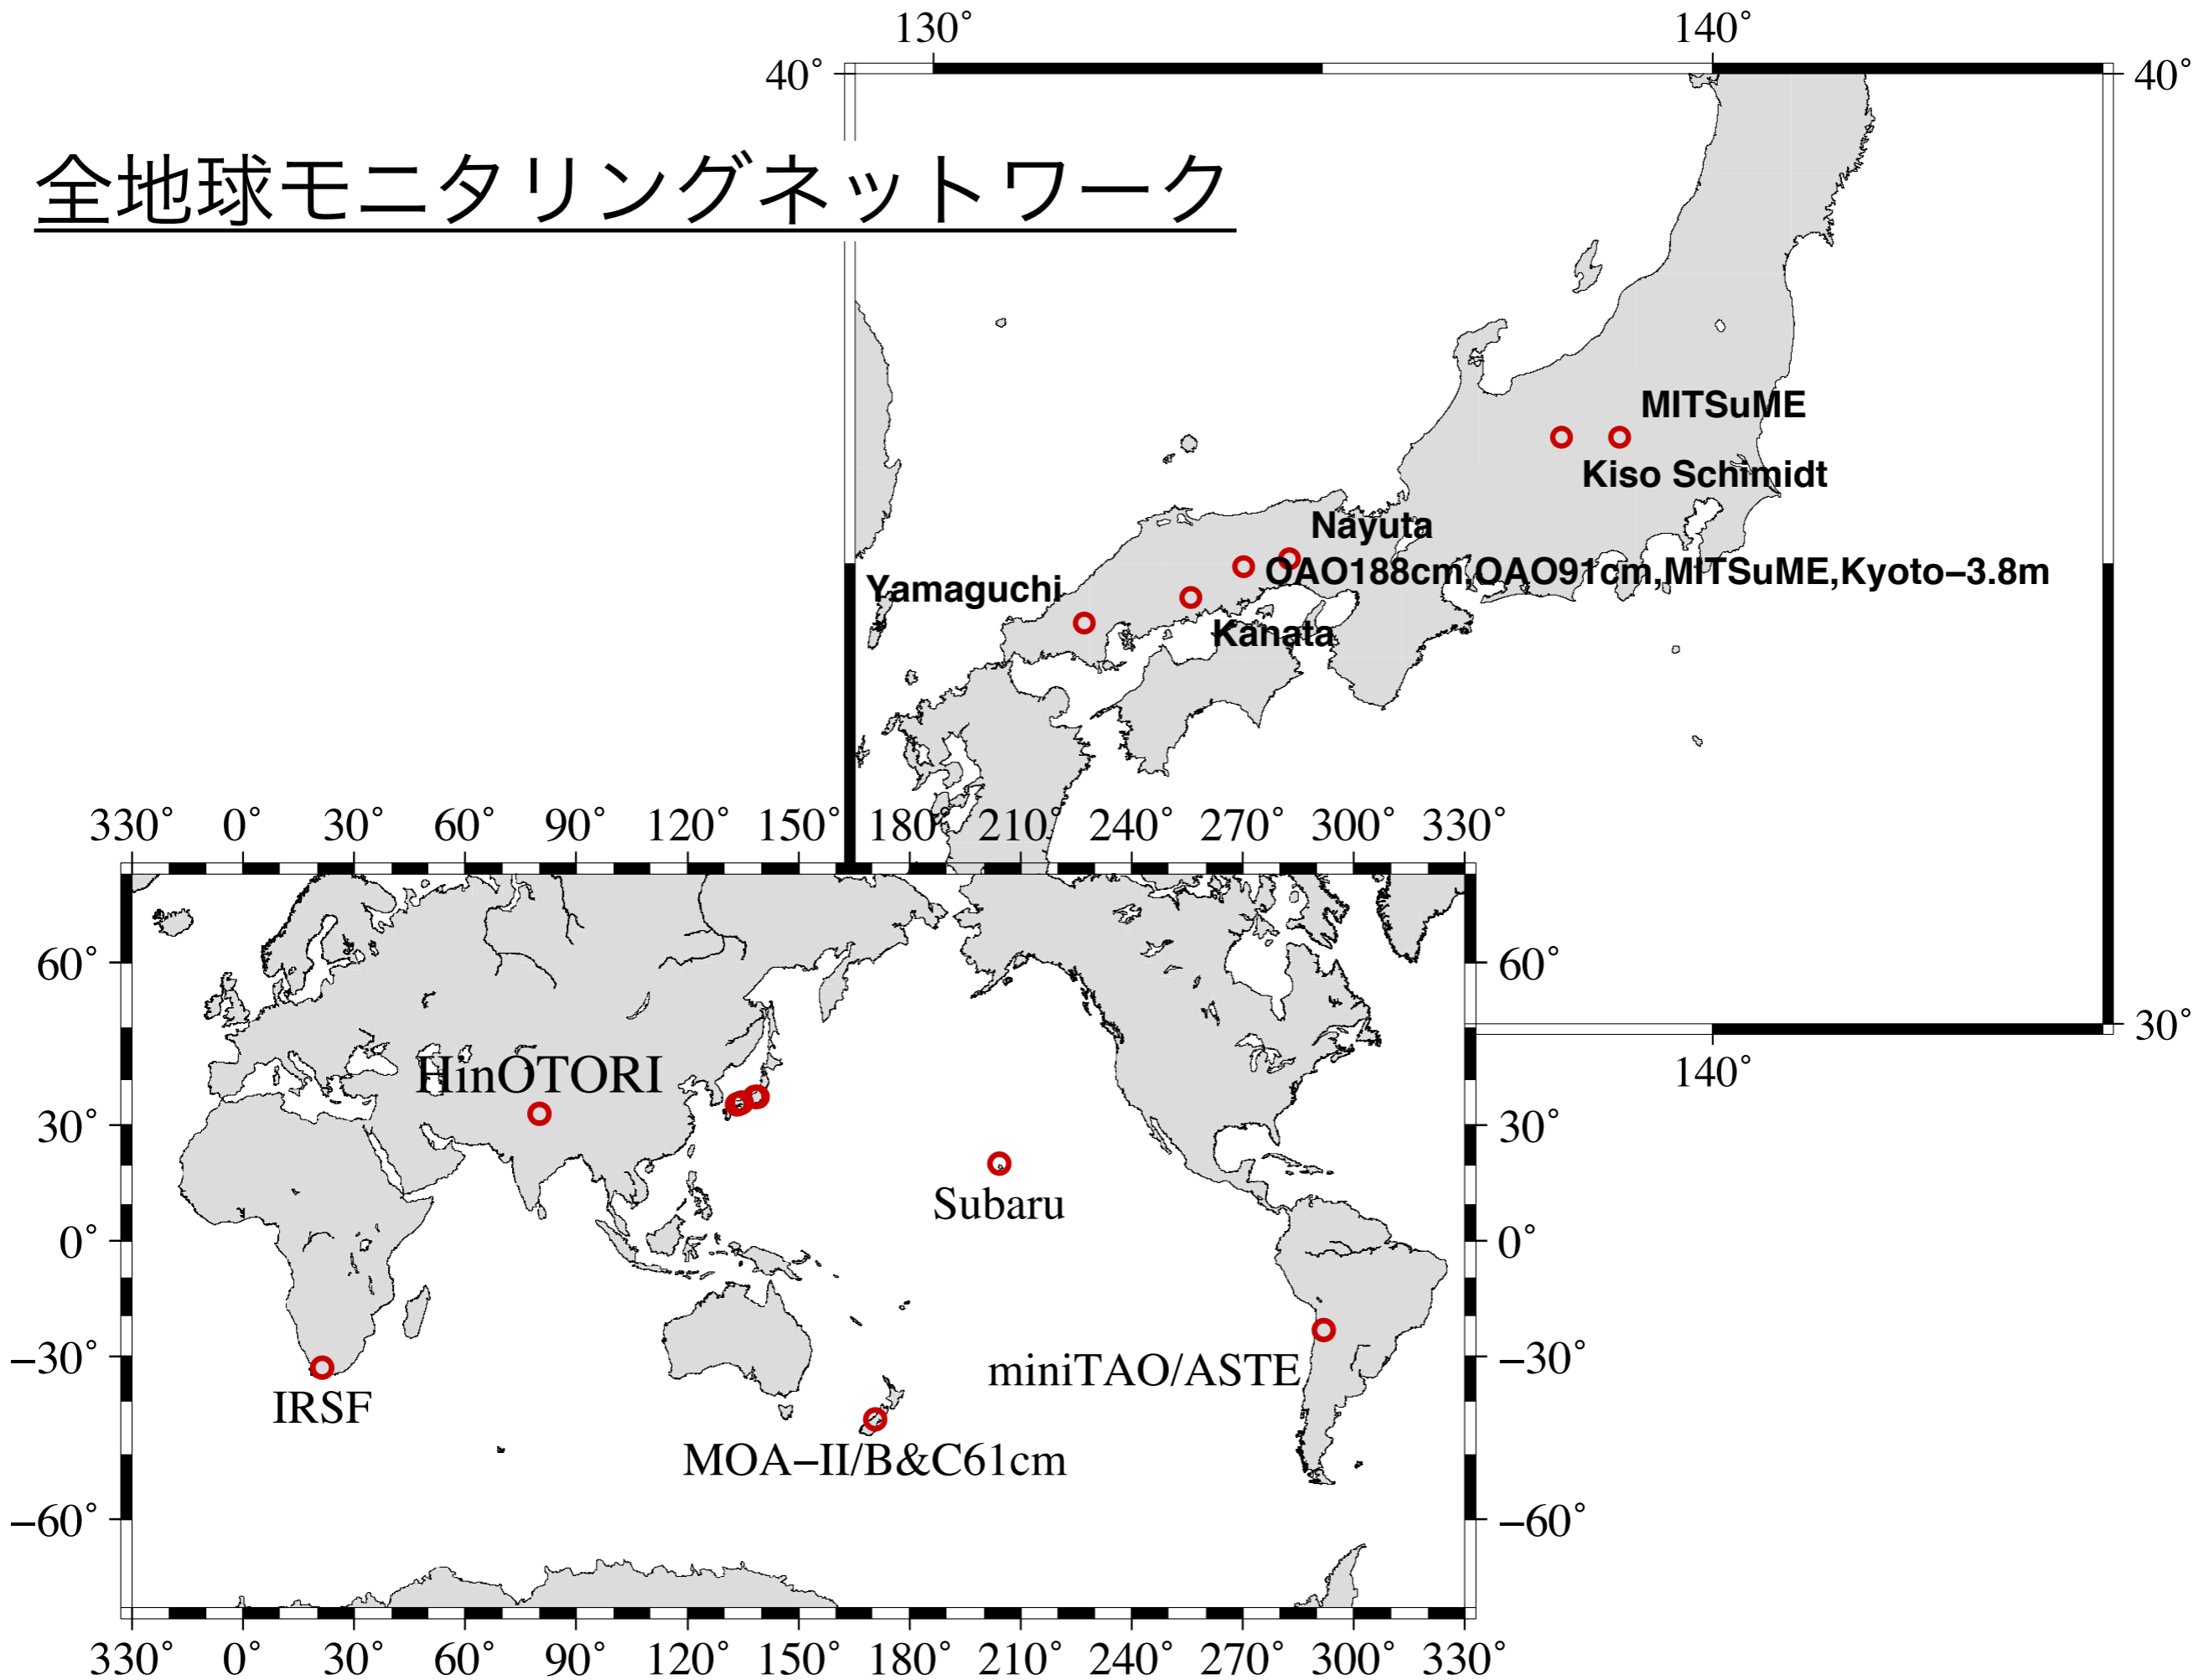 130° 140°
40° 40°
全地球モニタリングネットワーク
MITSuME
Kiso Schimidt
Nayuta
OAO188cm,OAO91cm,MITSuME,Kyoto–3.8m
Yamaguchi
Kanata
330° 0° 30° 60° 90° 120° 150° 180° 210° 240° 270° 300° 330°
60° 60°
30°
140°
HinOTORI
30° 30°
Subaru
0° 0°
–30° –30°
miniTAO/ASTE
IRSF
MOA–II/B&C61cm
–60° –60°
330° 0° 30° 60° 90° 120° 150° 180° 210° 240° 270° 300° 330°